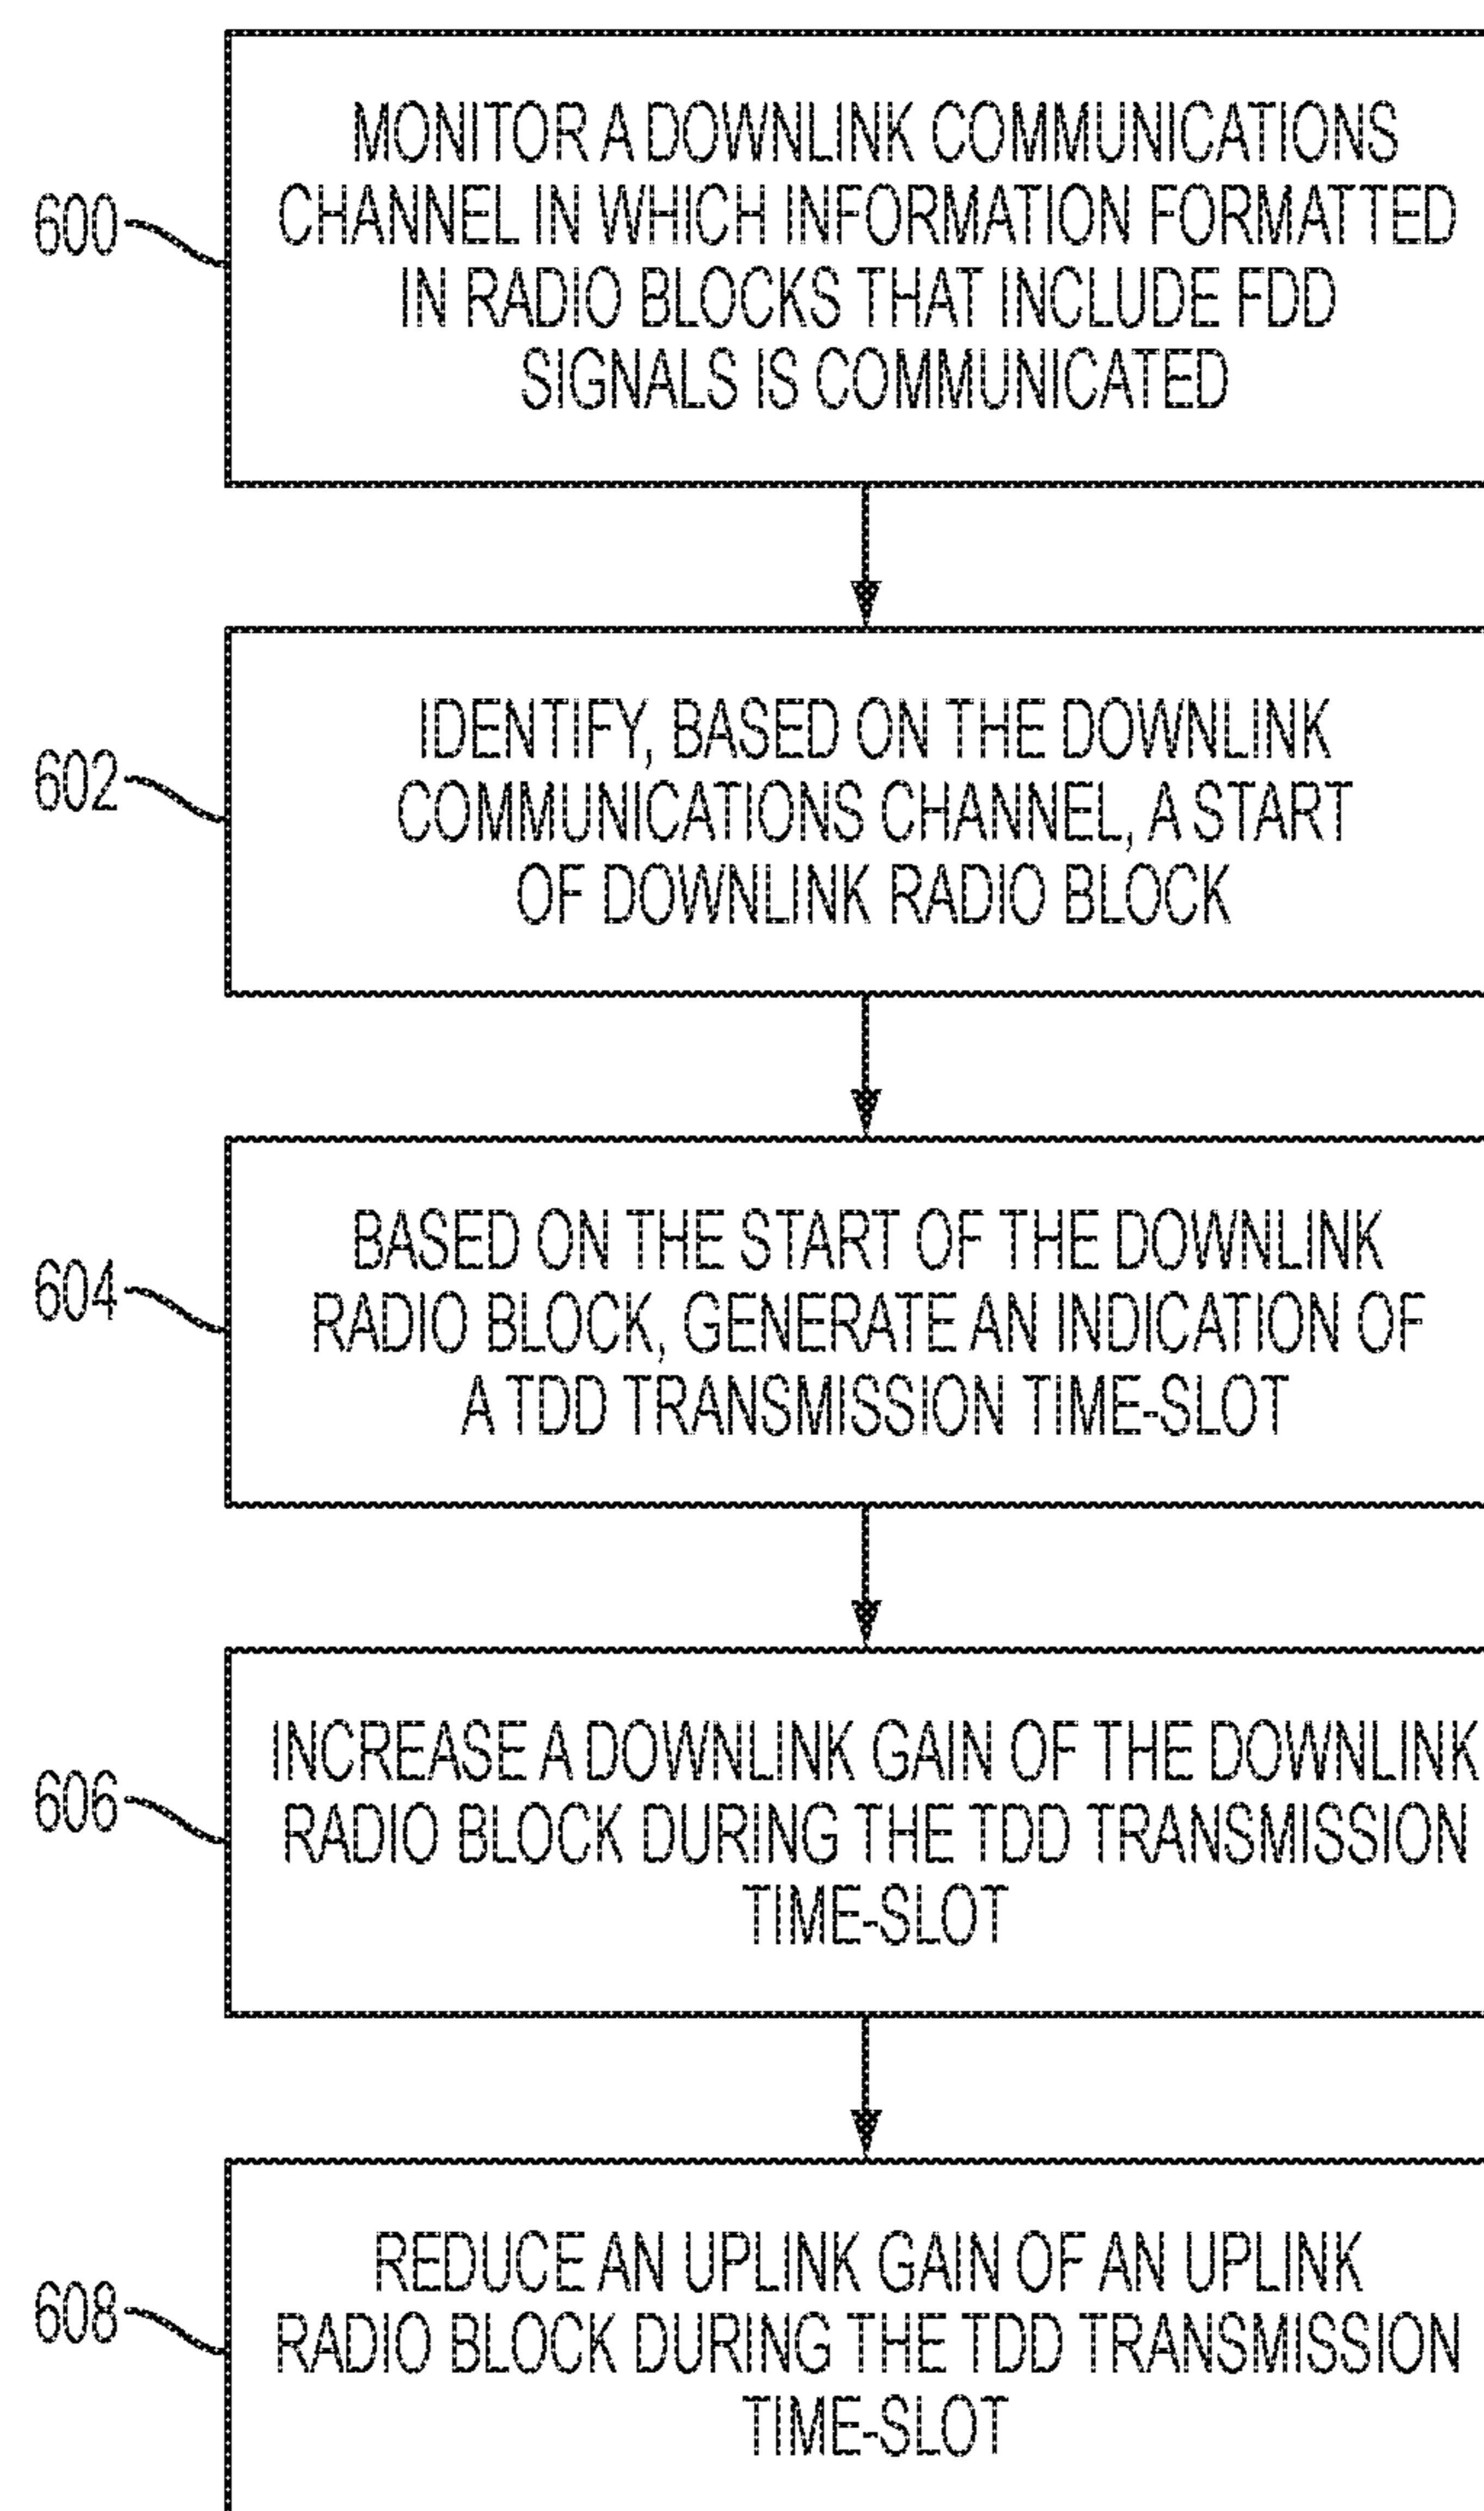 600
MONITOR A DOWNLINK COMMUNICATIONS
CHANNEL IN WHICH INFORMATION FORMATTED
IN RADIO BLOCKS THAT INCLUDE FDD
SIGNALS IS COMMUNICATED
602
IDENTIFY, BASED ON THE DOWNLINK
COMMUNICATIONS CHANNEL, A START
OF DOWNLINK RADIO BLOCK
604
BASED ON THE START OF THE DOWNLINK
RADIO BLOCK, GENERATE AN INDICATION OF
A TDD TRANSMISSION TIME-SLOT
606
INCREASE A DOWNLINK GAIN OF THE DOWNLINK
RADIO BLOCK DURING THE TDD TRANSMISSION
TIME-SLOT
608
REDUCE AN UPLINK GAIN OF AN UPLINK
RADIO BLOCK DURING THE TDD TRANSMISSION
TIME-SLOT